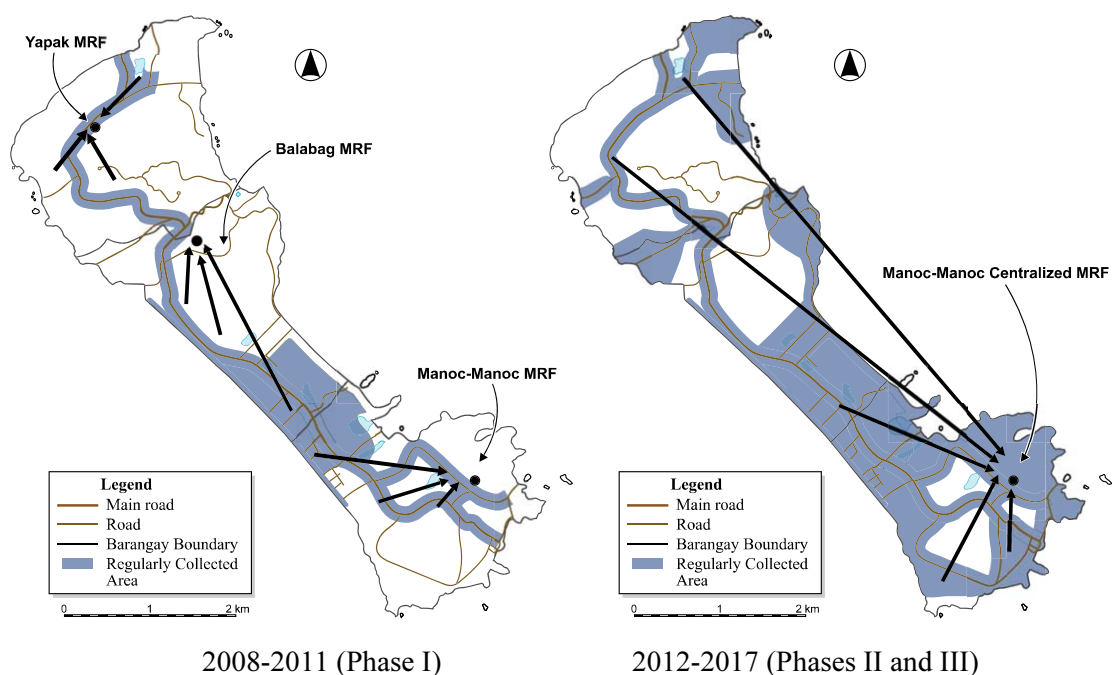 Yapak MRF
Balabag MRF
Manoc-Manoc MRF
Legend
Main road
Road
Barangay Boundary
Regularly Collected
Area
0 1 2 km
2008-2011 (Phase I)
Manoc-Manoc Centralized MRF
Legend
Main road
Road
Barangay Boundary
Regularly Collected
Area
0 1 2 km
2012-2017 (Phases II and III)